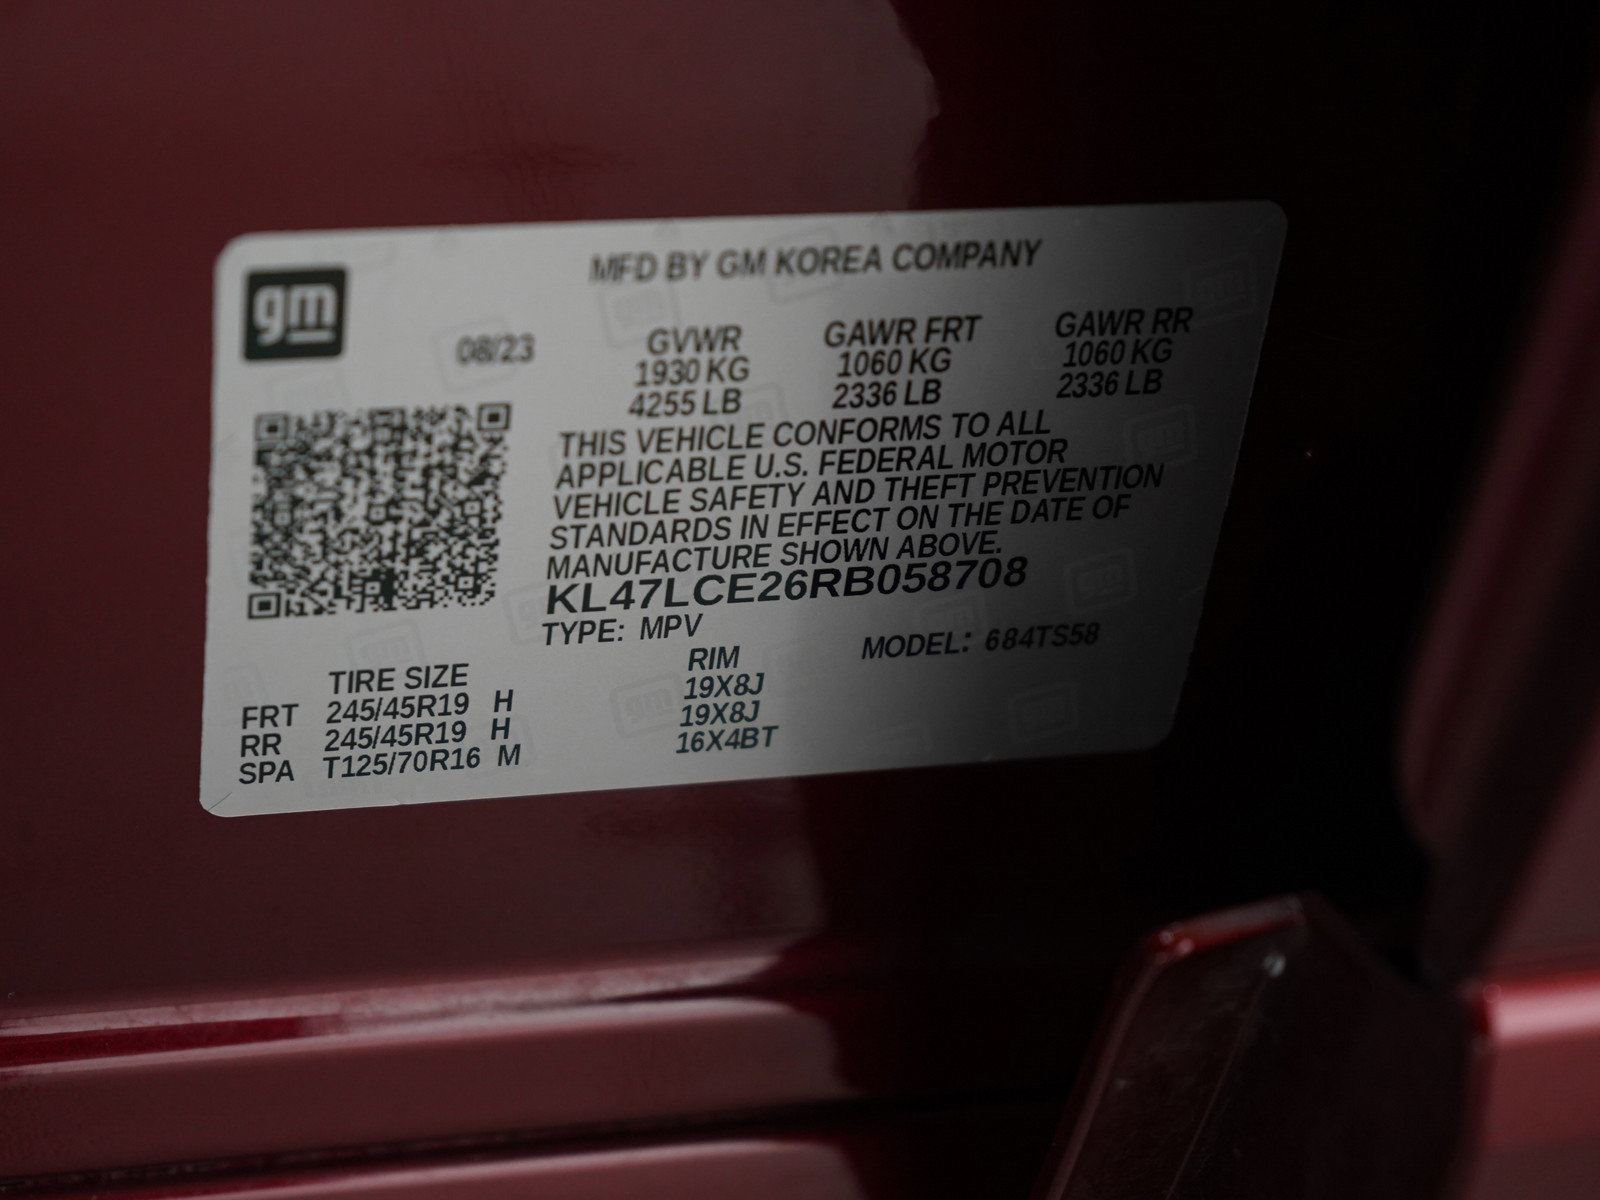 gm
MFD BY GM KOREA COMPANY
08/23
GVWR GAWR FRT GAWR RR
1930 KG 1060 KG 1060 KG
4255 LB 2336 LB 2336 LB
THIS VEHICLE CONFORMS TO ALL
APPLICABLE U.S. FEDERAL MOTOR
VEHICLE SAFETY AND THEFT PREVENTION
STANDARDS IN EFFECT ON THE DATE OF
MANUFACTURE SHOWN ABOVE.
KL47LCE26RB058708
TYPE: MPV MODEL: 684TS58
TIRE SIZE RIM
FRT 245/45R19 H 19X8J
RR 245/45R19 H 19X8J
SPA T125/70R16 M 16X4BT